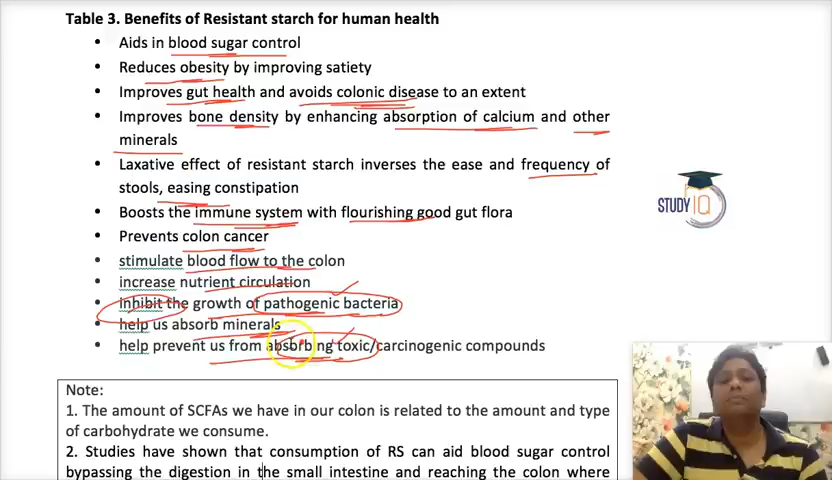 Table 3. Benefits of Resistant starch for human health
• Aids in blood sugar control
• Reduces obesity by improving satiety
• Improves gut health and avoids colonic disease to an extent
• Improves bone density by enhancing absorption of calcium and other
minerals
• Laxative effect of resistant starch inverses the ease and frequency of
stools, easing constipation
• Boosts the immune system with flourishing good gut flora
• Prevents colon cancer
• stimulate blood flow to the colon
• increase nutrient circulation
• inhibit the growth of pathogenic bacteria
• help us absorb minerals
• help prevent us from absorbing toxic/carcinogenic compounds
STUDY IQ
Note:
1. The amount of SCFAs we have in our colon is related to the amount and type
of carbohydrate we consume.
2. Studies have shown that consumption of RS can aid blood sugar control
bypassing the digestion in the small intestine and reaching the colon where